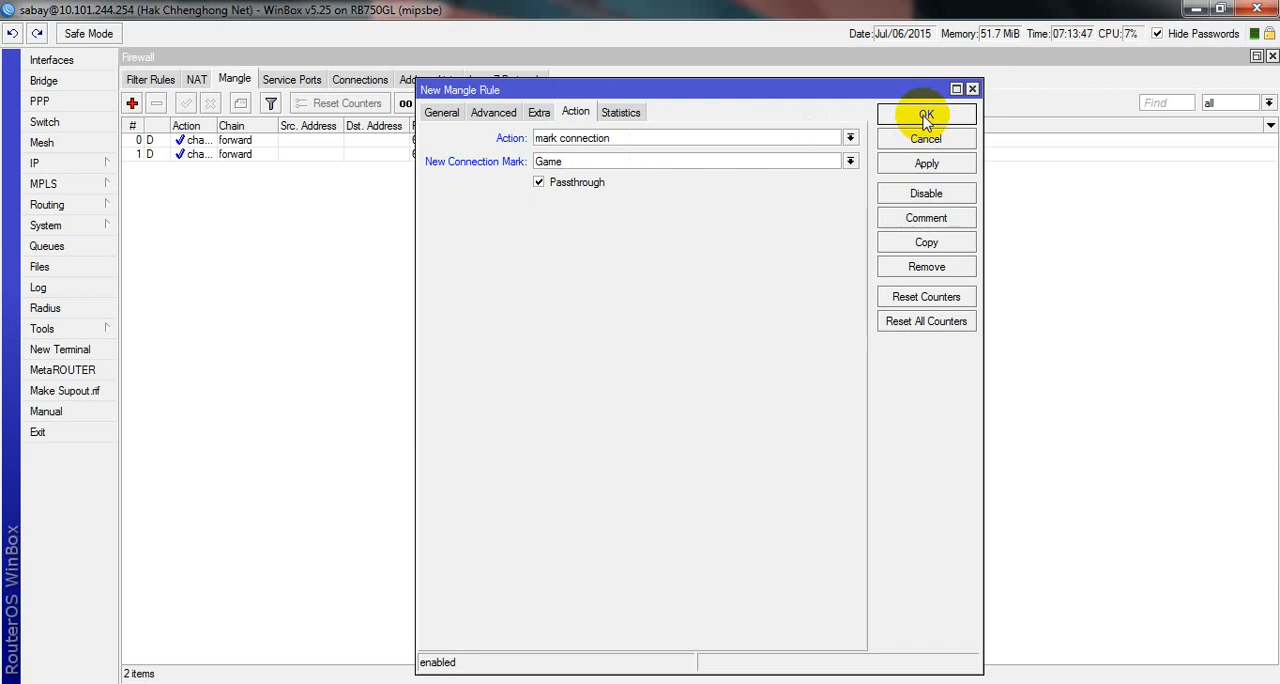 sabay@10.101.244.254 (Hak Chhenghong Net) - WinBox v5.25 on RB750GL (mipsbe)
Safe Mode
Date: Jul/06/2015 Memory: 51.7 MiB Time: 07:13:47 CPU: 7% Hide Passwords
Interfaces
Bridge
PPP
Switch
Mesh
IP
MPLS
Routing
System
Queues
Files
Log
Radius
Tools
New Terminal
MetaROUTER
Make Supout.rif
Manual
Exit
RouterOS WinBox
Firewall
Filter Rules NAT Mangle Service Ports Connections
Reset Counters 00 Find all
# Action Chain Src. Address Dst. Address
0 D cha... forward
1 D cha... forward
2 items
New Mangle Rule
General Advanced Extra Action Statistics
Action: mark connection
New Connection Mark: Game
Passthrough
OK
Cancel
Apply
Disable
Comment
Copy
Remove
Reset Counters
Reset All Counters
enabled